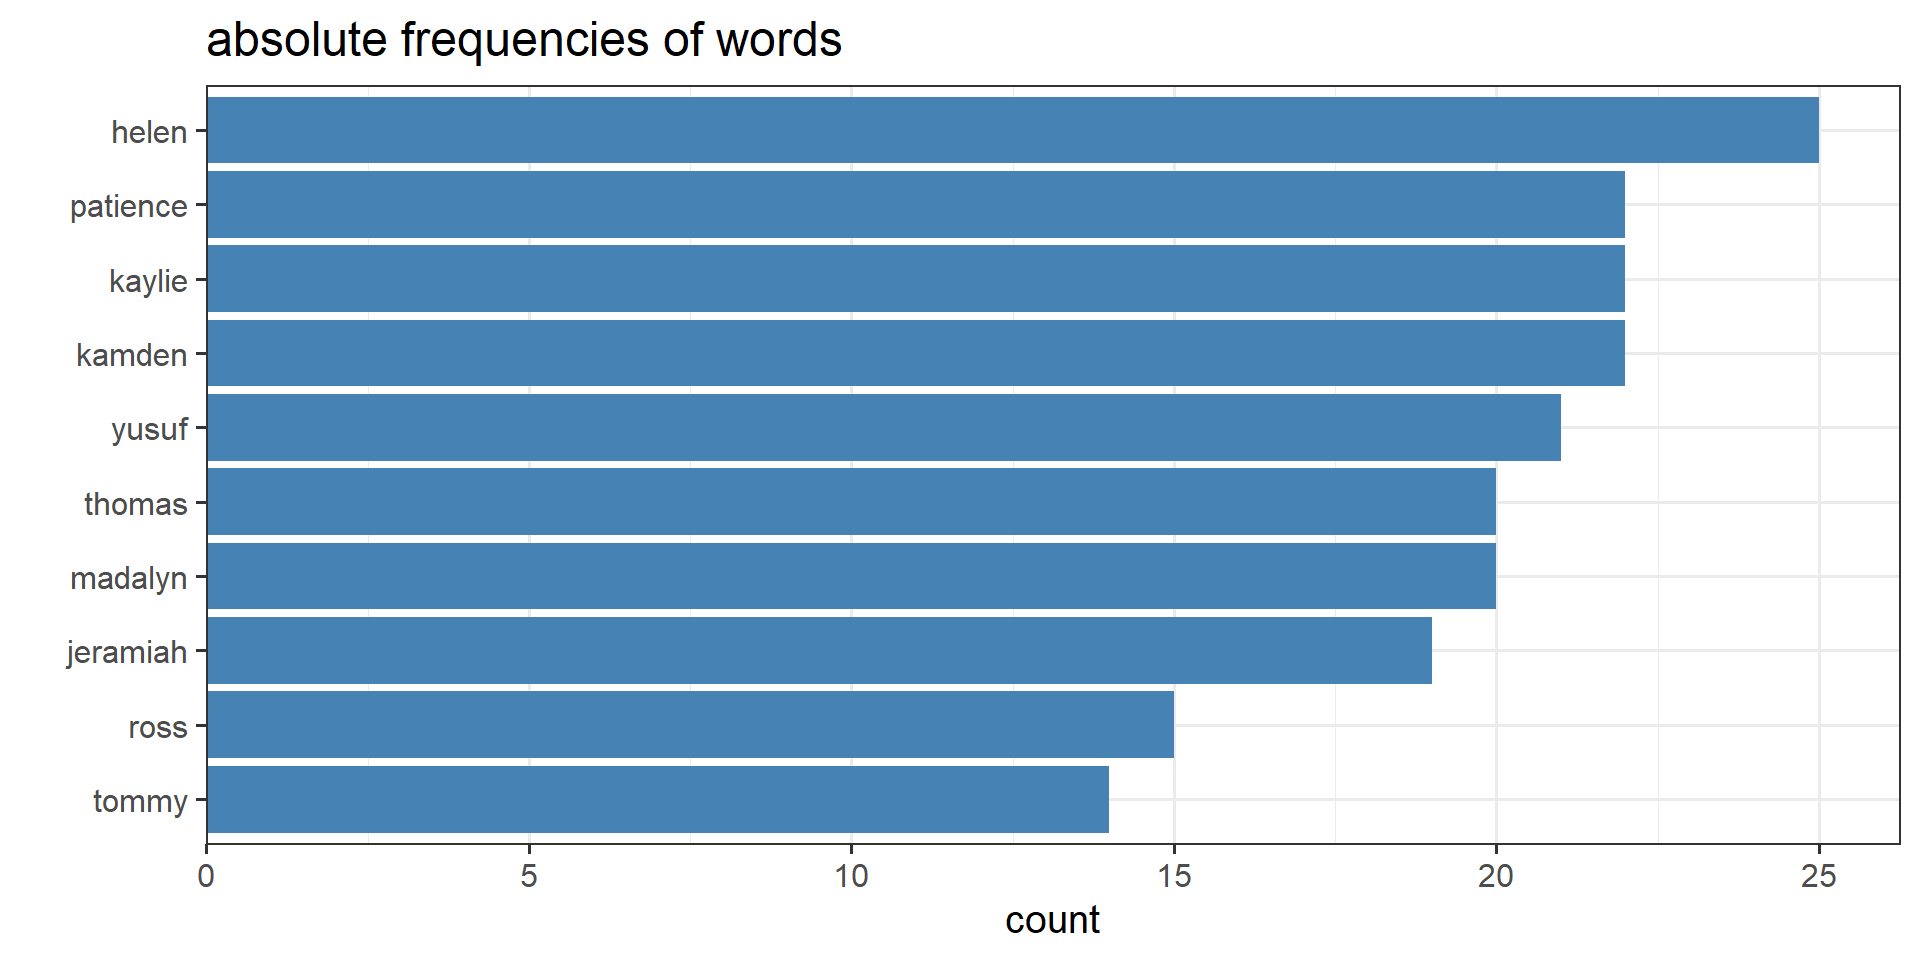 absolute frequencies of words
helen
patience
kaylie
kamden
yusuf
thomas
madalyn
jeramiah
ross
tommy
0 5 10 15 20 25
count